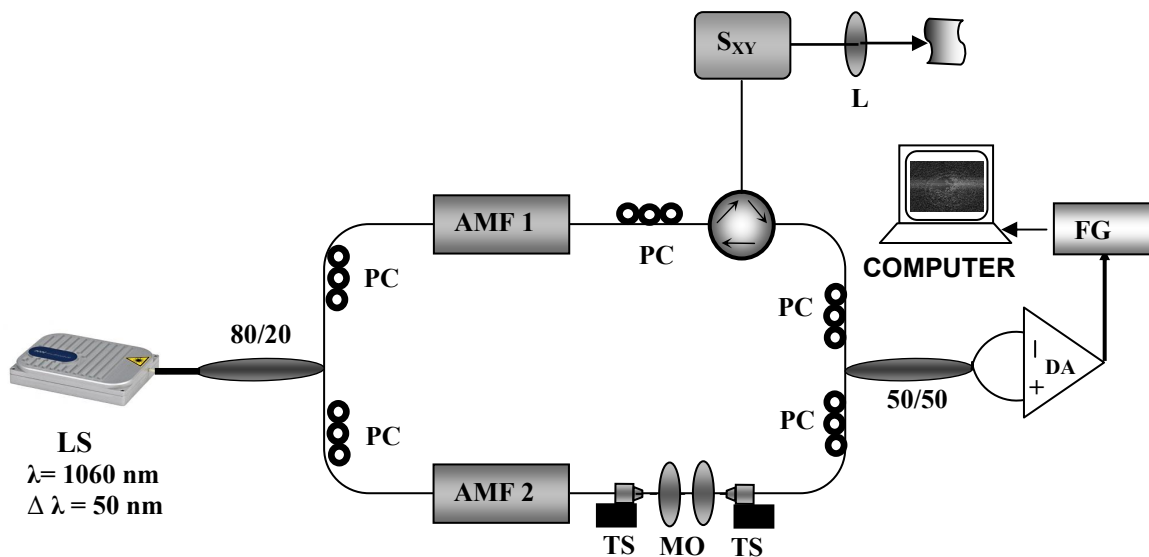 S_XY
L
AMF 1
PC
COMPUTER
FG
PC
PC
80/20
DA
−
+
50/50
PC
PC
LS
λ= 1060 nm
Δ λ = 50 nm
AMF 2
TS
MO
TS